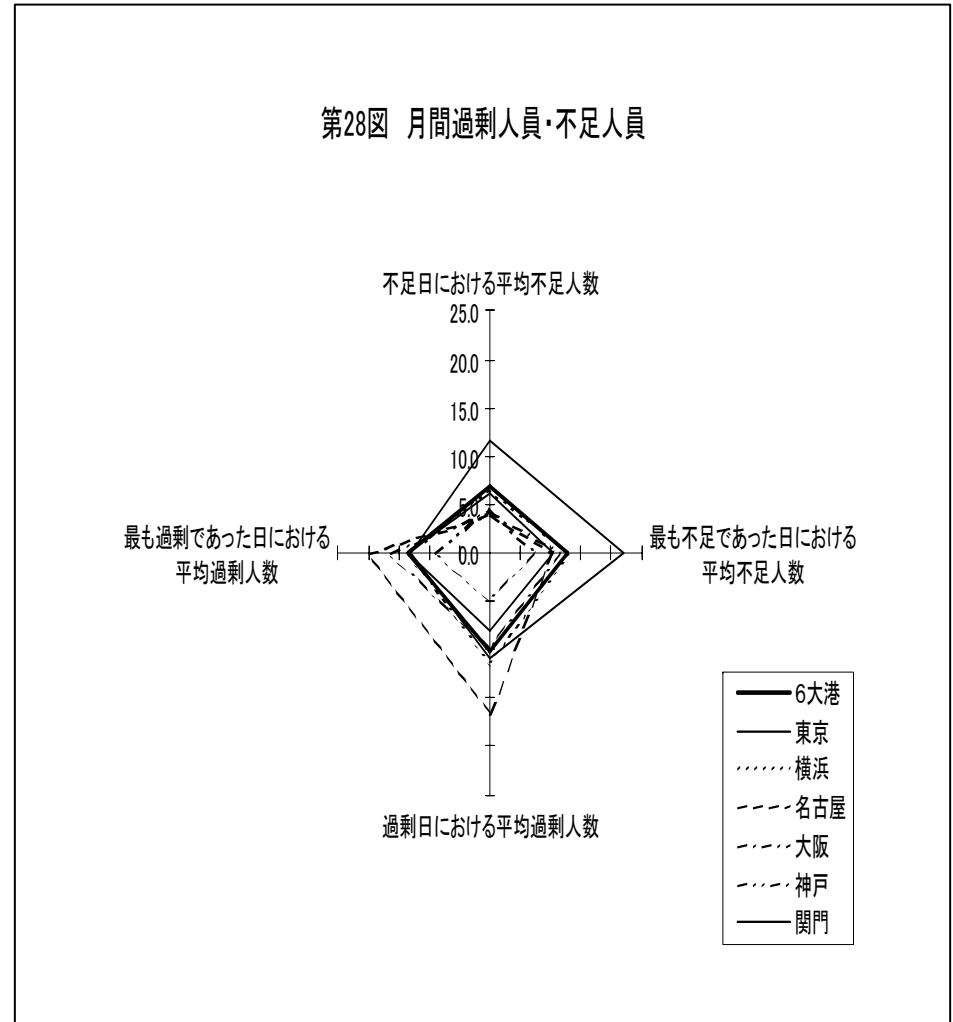 第28図 月間過剰人員・不足人員
不足日における平均不足人数
25.0
20.0
15.0
10.0
5.0
0.0
最も過剰であった日における
平均過剰人数
最も不足であった日における
平均不足人数
過剰日における平均過剰人数
6大港
東京
横浜
名古屋
大阪
神戸
関門